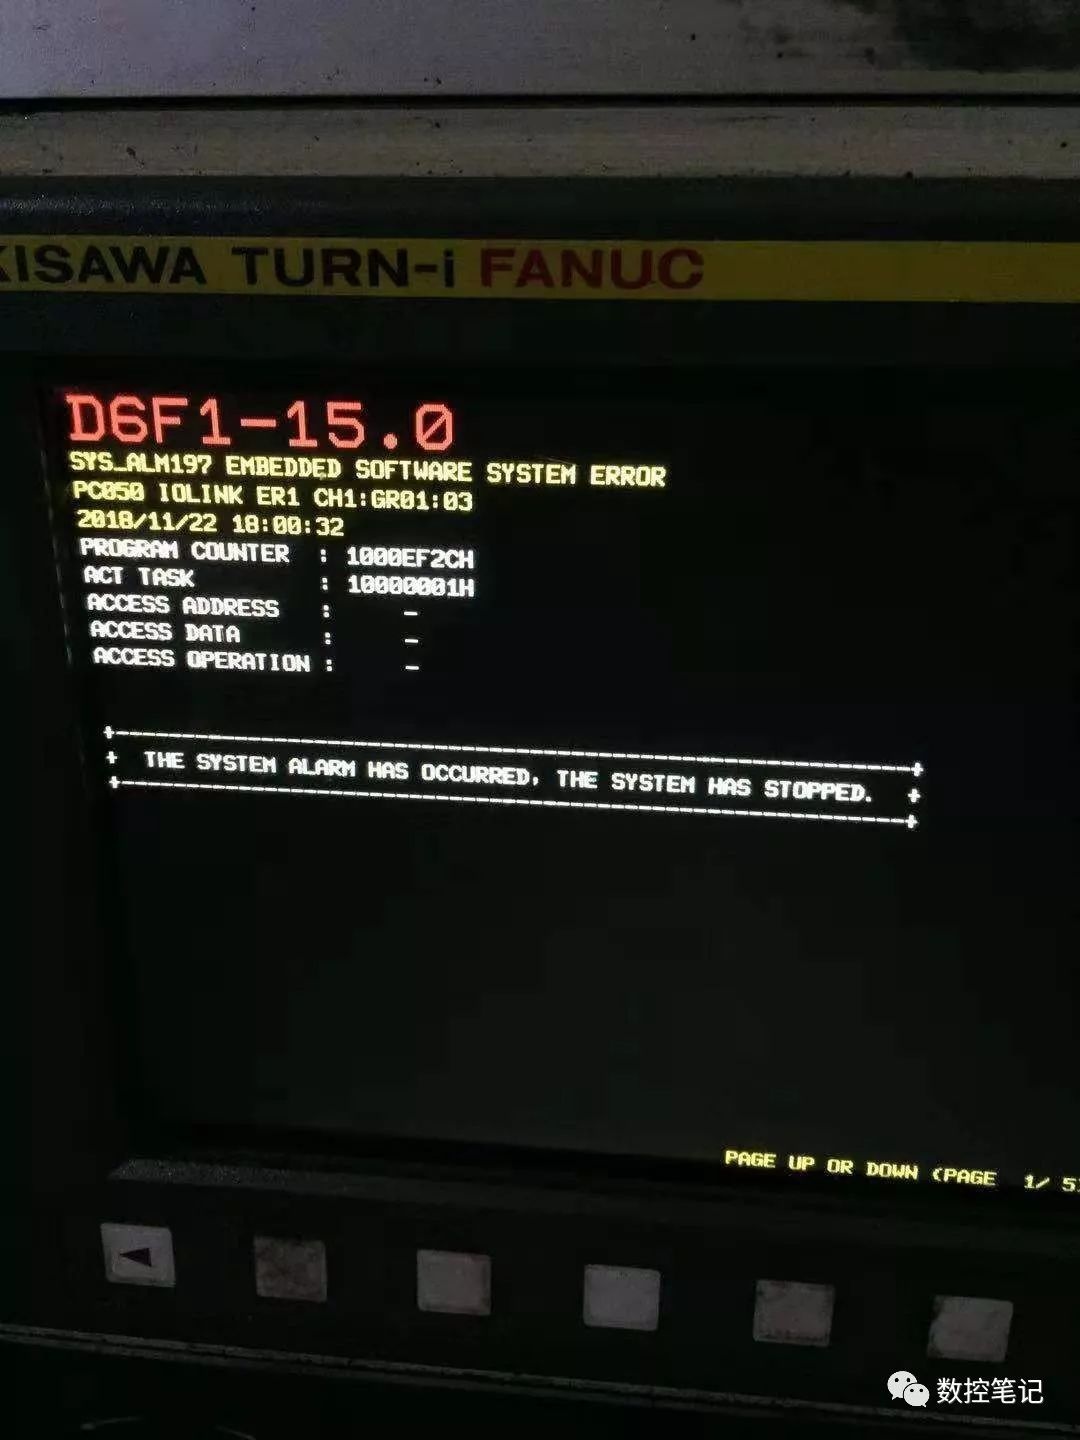 KISAWA TURN-i FANUC
D6F1-15.0
SYS_ALM197 EMBEDDED SOFTWARE SYSTEM ERROR
PC050 IOLINK ER1 CH1:GR01:03
2018/11/22 18:00:32
PROGRAM COUNTER : 1000EF2CH
ACT TASK : 10000001H
ACCESS ADDRESS : -
ACCESS DATA : -
ACCESS OPERATION : -
THE SYSTEM ALARM HAS OCCURRED, THE SYSTEM HAS STOPPED.
PAGE UP OR DOWN (PAGE 1/
数控笔记